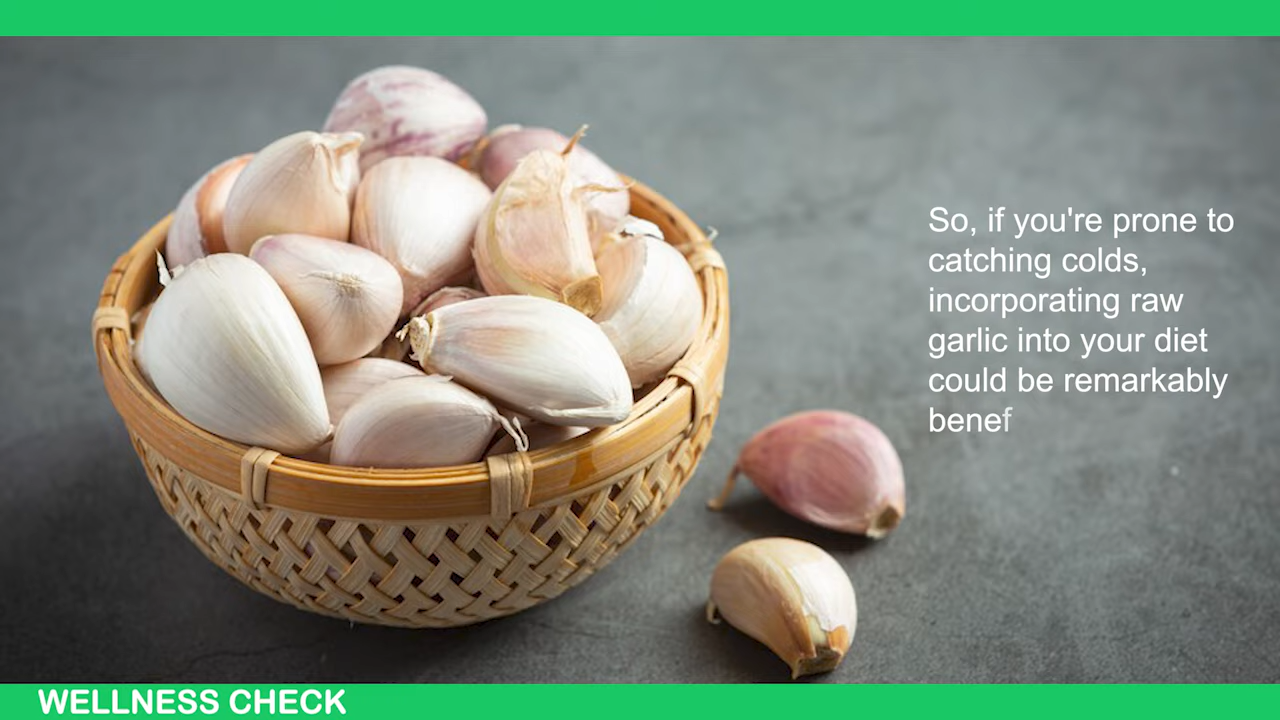 So, if you're prone to
catching colds,
incorporating raw
garlic into your diet
could be remarkably
benef
WELLNESS CHECK